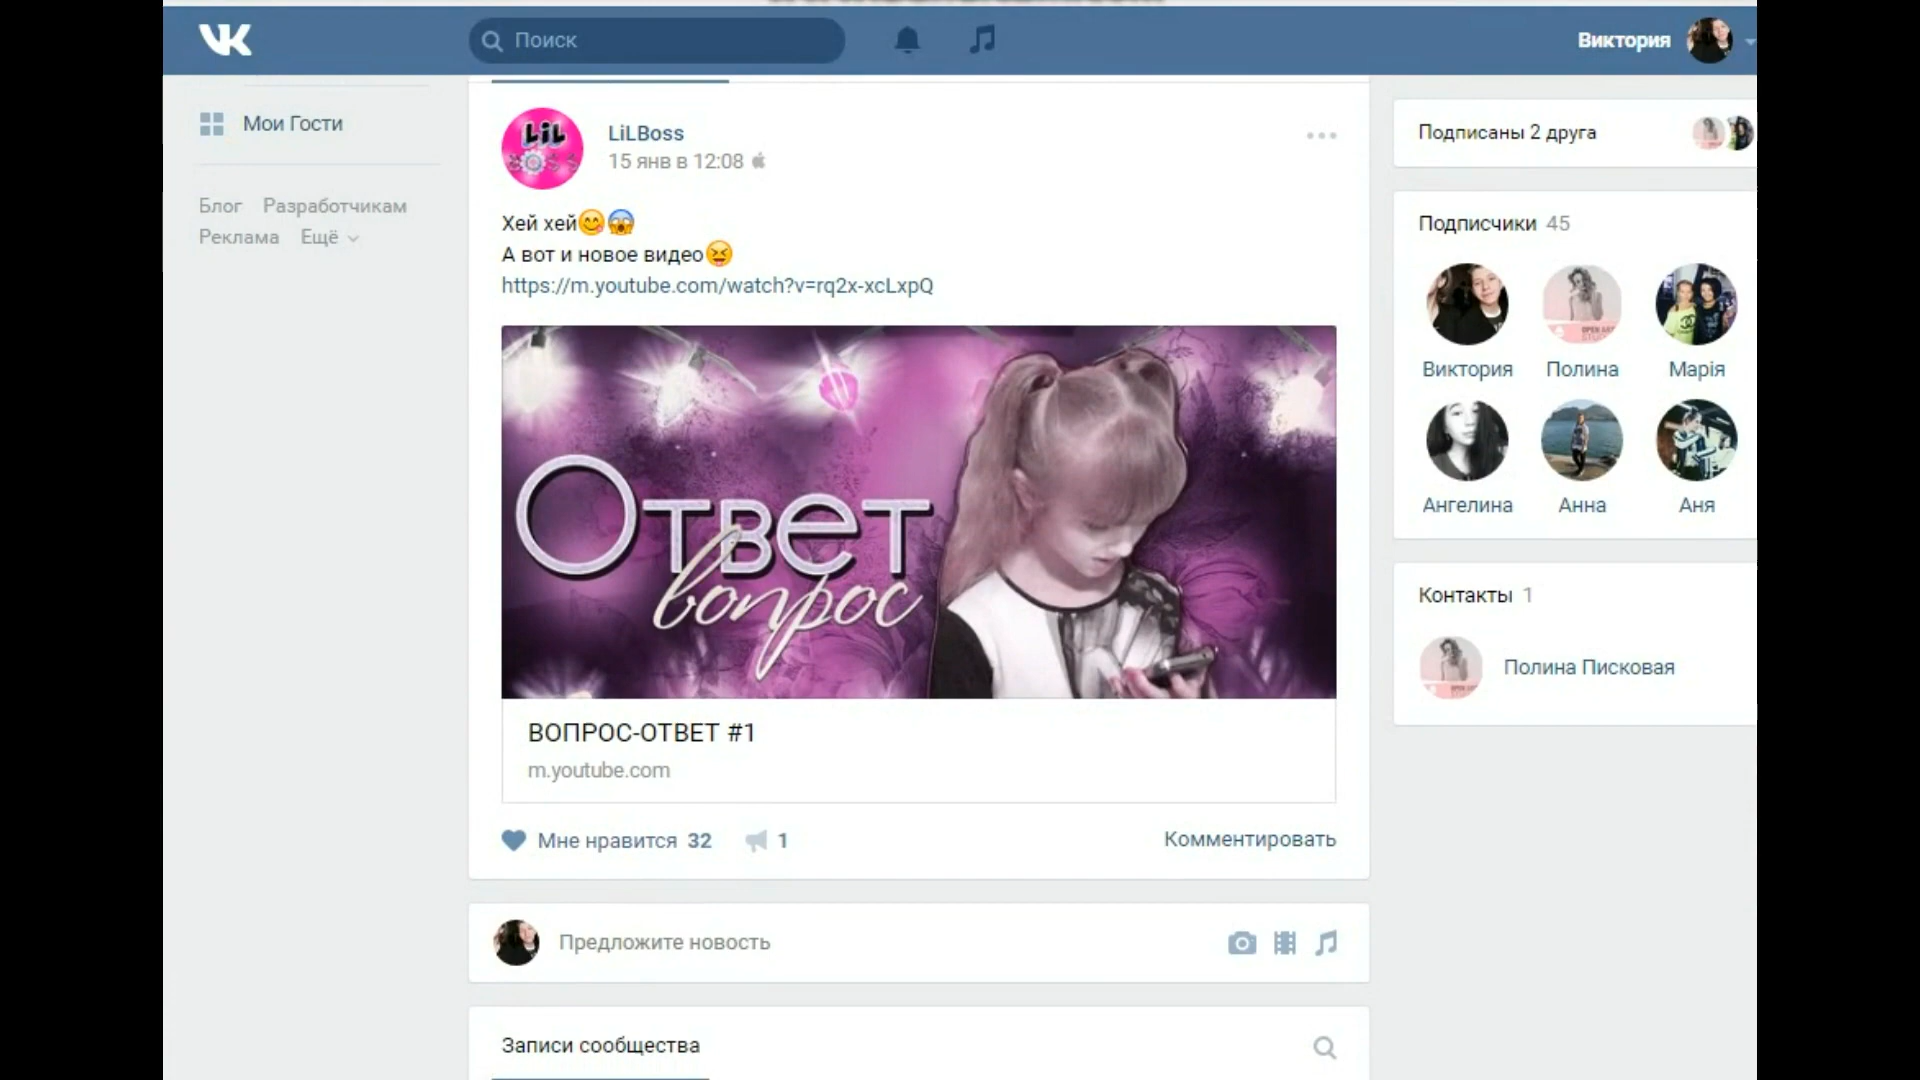 Поиск
Виктория
Мои Гости
Блог Разработчикам
Реклама Ещё
LiLBoss
15 янв в 12:08
Хей хей
А вот и новое видео
https://m.youtube.com/watch?v=rq2x-xcLxpQ
Ответ
вопрос
ВОПРОС-ОТВЕТ #1
m.youtube.com
Мне нравится 32 1
Комментировать
Предложите новость
Записи сообщества
Подписаны 2 друга
Подписчики 45
Виктория Полина Марія
Ангелина Анна Аня
Контакты 1
Полина Писковая